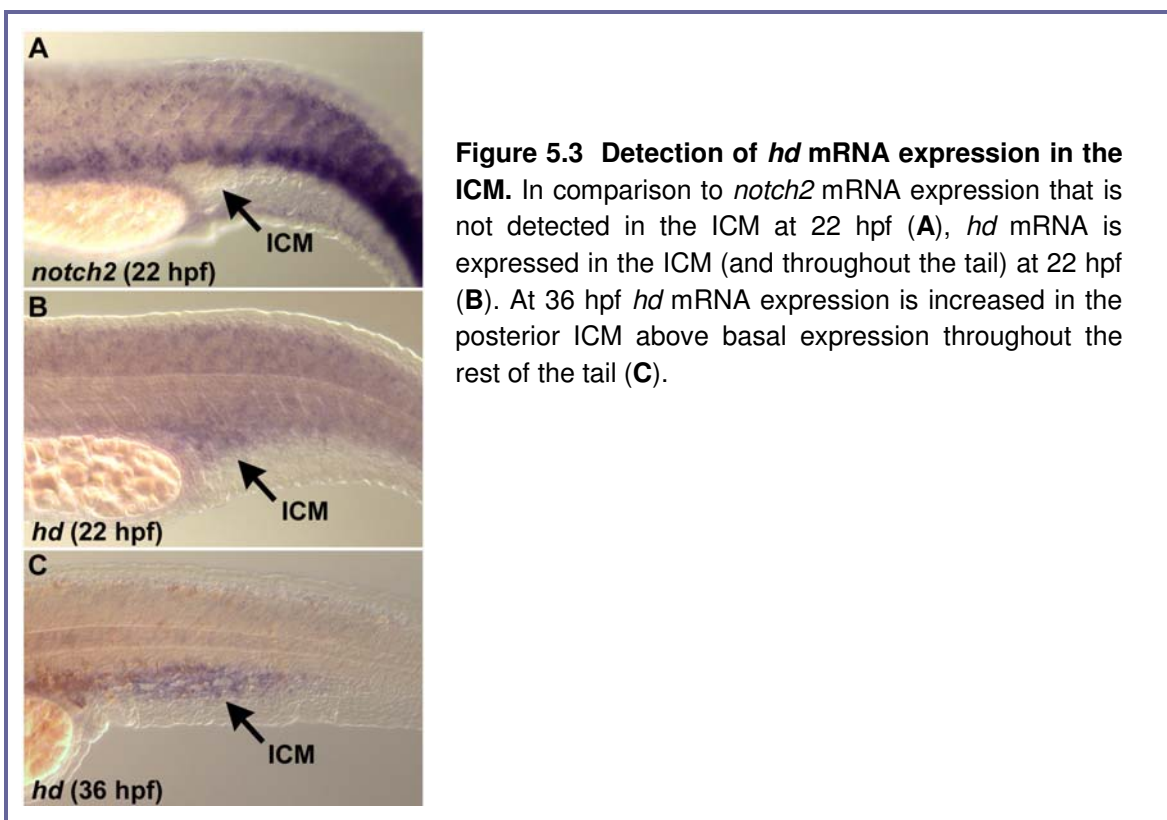 A
ICM
notch2 (22 hpf)
B
ICM
hd (22 hpf)
C
ICM
hd (36 hpf)
Figure 5.3 Detection of hd mRNA expression in the
ICM. In comparison to notch2 mRNA expression that is
not detected in the ICM at 22 hpf (A), hd mRNA is
expressed in the ICM (and throughout the tail) at 22 hpf
(B). At 36 hpf hd mRNA expression is increased in the
posterior ICM above basal expression throughout the
rest of the tail (C).